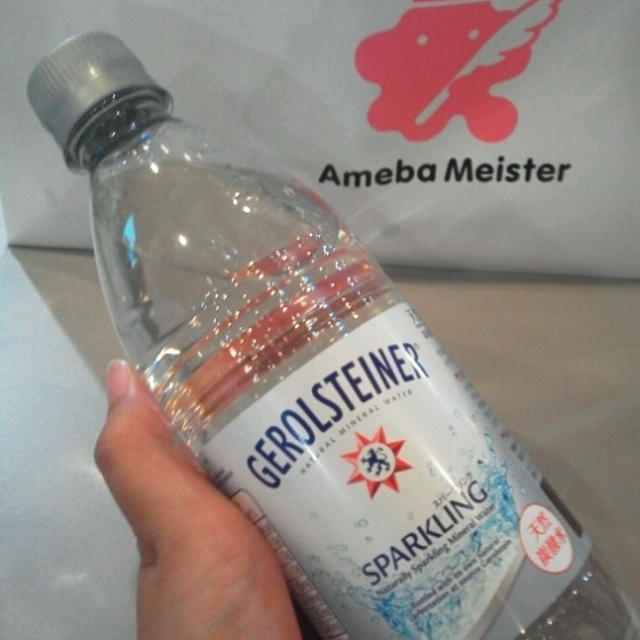 Ameba Meister
GEROLSTEINER
NATURAL MINERAL WATER
SPARKLING
Naturally Sparkling Mineral Water
天然
炭酸水